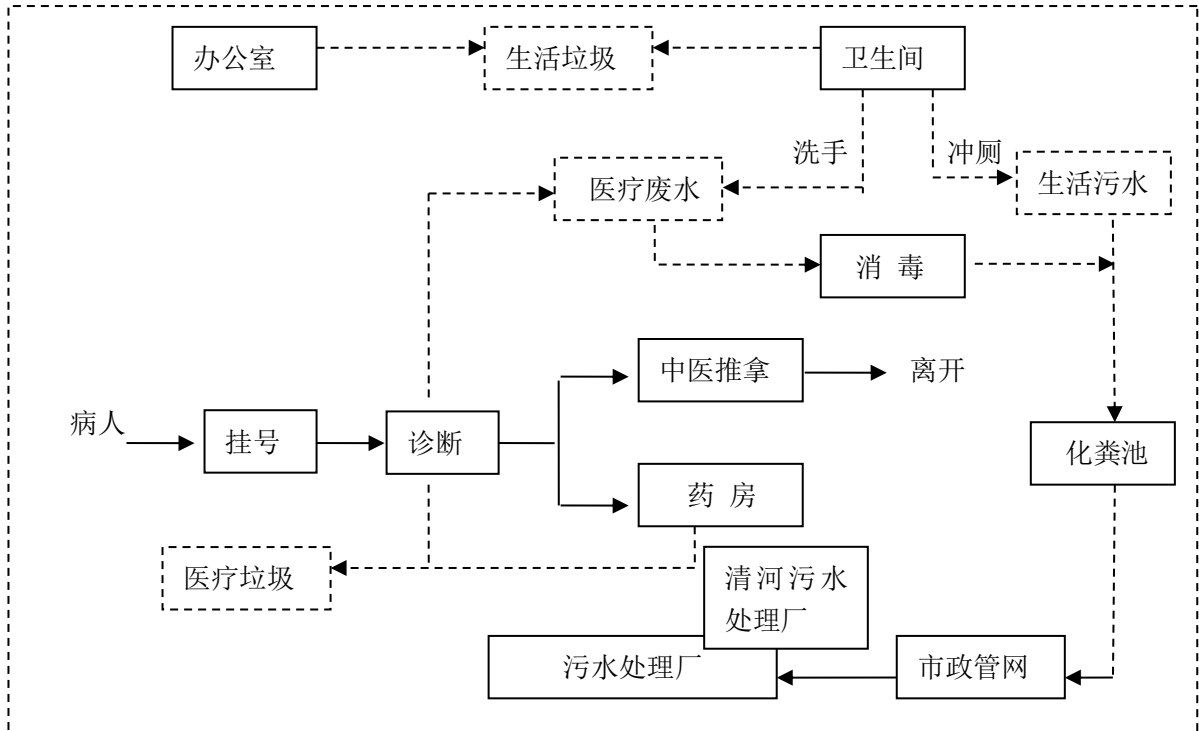 办公室
生活垃圾
卫生间
洗手
冲厕
医疗废水
生活污水
消 毒
中医推拿
离开
病人
挂号
诊断
化粪池
药 房
医疗垃圾
清河污水
处理厂
污水处理厂
市政管网